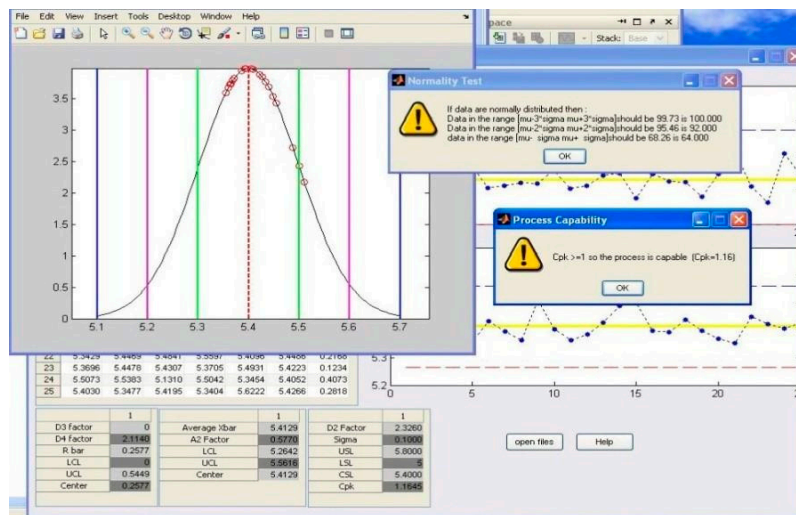 File Edit View Insert Tools Desktop Window Help
pace
Stack: Base
3.5
3
2.5
2
1.5
1
0.5
0
5.1 5.2 5.3 5.4 5.5 5.6 5.7
Normality Test
If data are normally distributed then :
Data in the range [mu-3*sigma mu+3*sigma]should be 99.73 is 100.000
Data in the range [mu-2*sigma mu+2*sigma]should be 95.46 is 92.000
data in the range [mu- sigma mu+ sigma]should be 68.26 is 64.000
OK
Process Capability
Cpk >=1 so the process is capable (Cpk=1.16)
OK
5.3
5.2
0 5 10 15 20
22 5.3429 5.4469 5.4841 5.5597 5.4096 5.4486 0.2168
23 5.3696 5.4478 5.4307 5.3705 5.4931 5.4223 0.1234
24 5.5073 5.5383 5.1310 5.5042 5.3454 5.4052 0.4073
25 5.4030 5.3477 5.4195 5.3404 5.6222 5.4266 0.2818
1
D3 factor 0
D4 factor 2.1140
R bar 0.2577
LCL 0
UCL 0.5449
Center 0.2577
1
Average Xbar 5.4129
A2 Factor 0.5770
LCL 5.2642
UCL 5.5616
Center 5.4129
1
D2 Factor 2.3260
Sigma 0.1000
USL 5.8000
LSL 5
CSL 5.4000
Cpk 1.1645
open files
Help